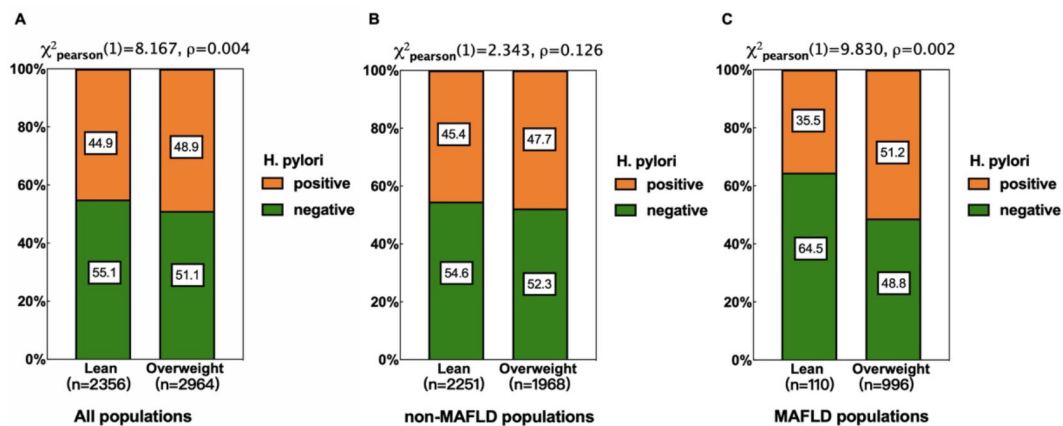 A
χ²pearson(1)=8.167, ρ=0.004
100%
80%
60%
40%
20%
0%
44.9
48.9
55.1
51.1
H. pylori
positive
negative
Lean
(n=2356)
Overweight
(n=2964)
All populations
B
χ²pearson(1)=2.343, ρ=0.126
100%
80%
60%
40%
20%
0%
45.4
47.7
54.6
52.3
H. pylori
positive
negative
Lean
(n=2251)
Overweight
(n=1968)
non-MAFLD populations
C
χ²pearson(1)=9.830, ρ=0.002
100%
80%
60%
40%
20%
0%
35.5
51.2
64.5
48.8
H. pylori
positive
negative
Lean
(n=110)
Overweight
(n=996)
MAFLD populations